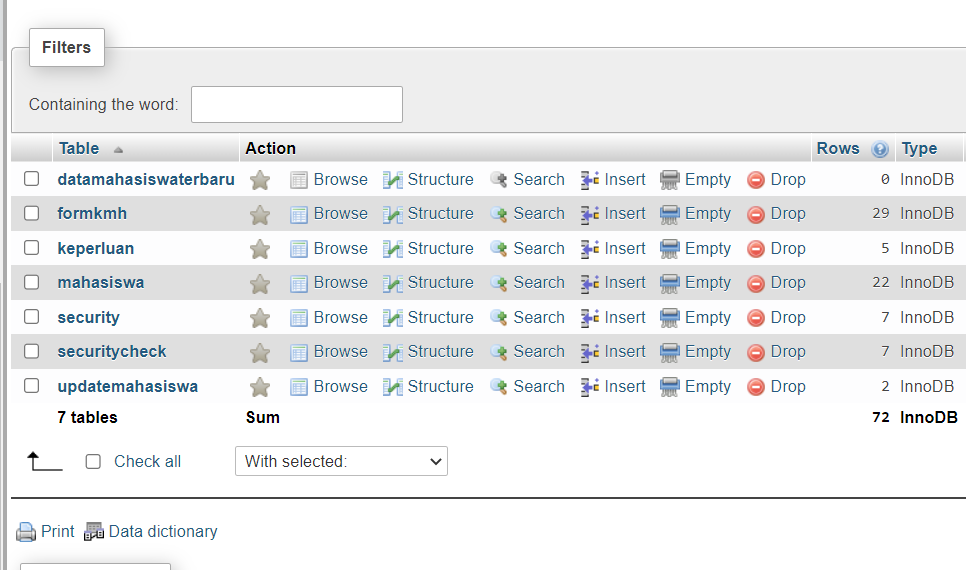 Filters
Containing the word:
Table Action Rows Type
datamahasiswaterbaru Browse Structure Search Insert Empty Drop 0 InnoDB
formkmh Browse Structure Search Insert Empty Drop 29 InnoDB
keperluan Browse Structure Search Insert Empty Drop 5 InnoDB
mahasiswa Browse Structure Search Insert Empty Drop 22 InnoDB
security Browse Structure Search Insert Empty Drop 7 InnoDB
securitycheck Browse Structure Search Insert Empty Drop 7 InnoDB
updatemahasiswa Browse Structure Search Insert Empty Drop 2 InnoDB
7 tables Sum 72 InnoDB
Check all With selected:
Print Data dictionary